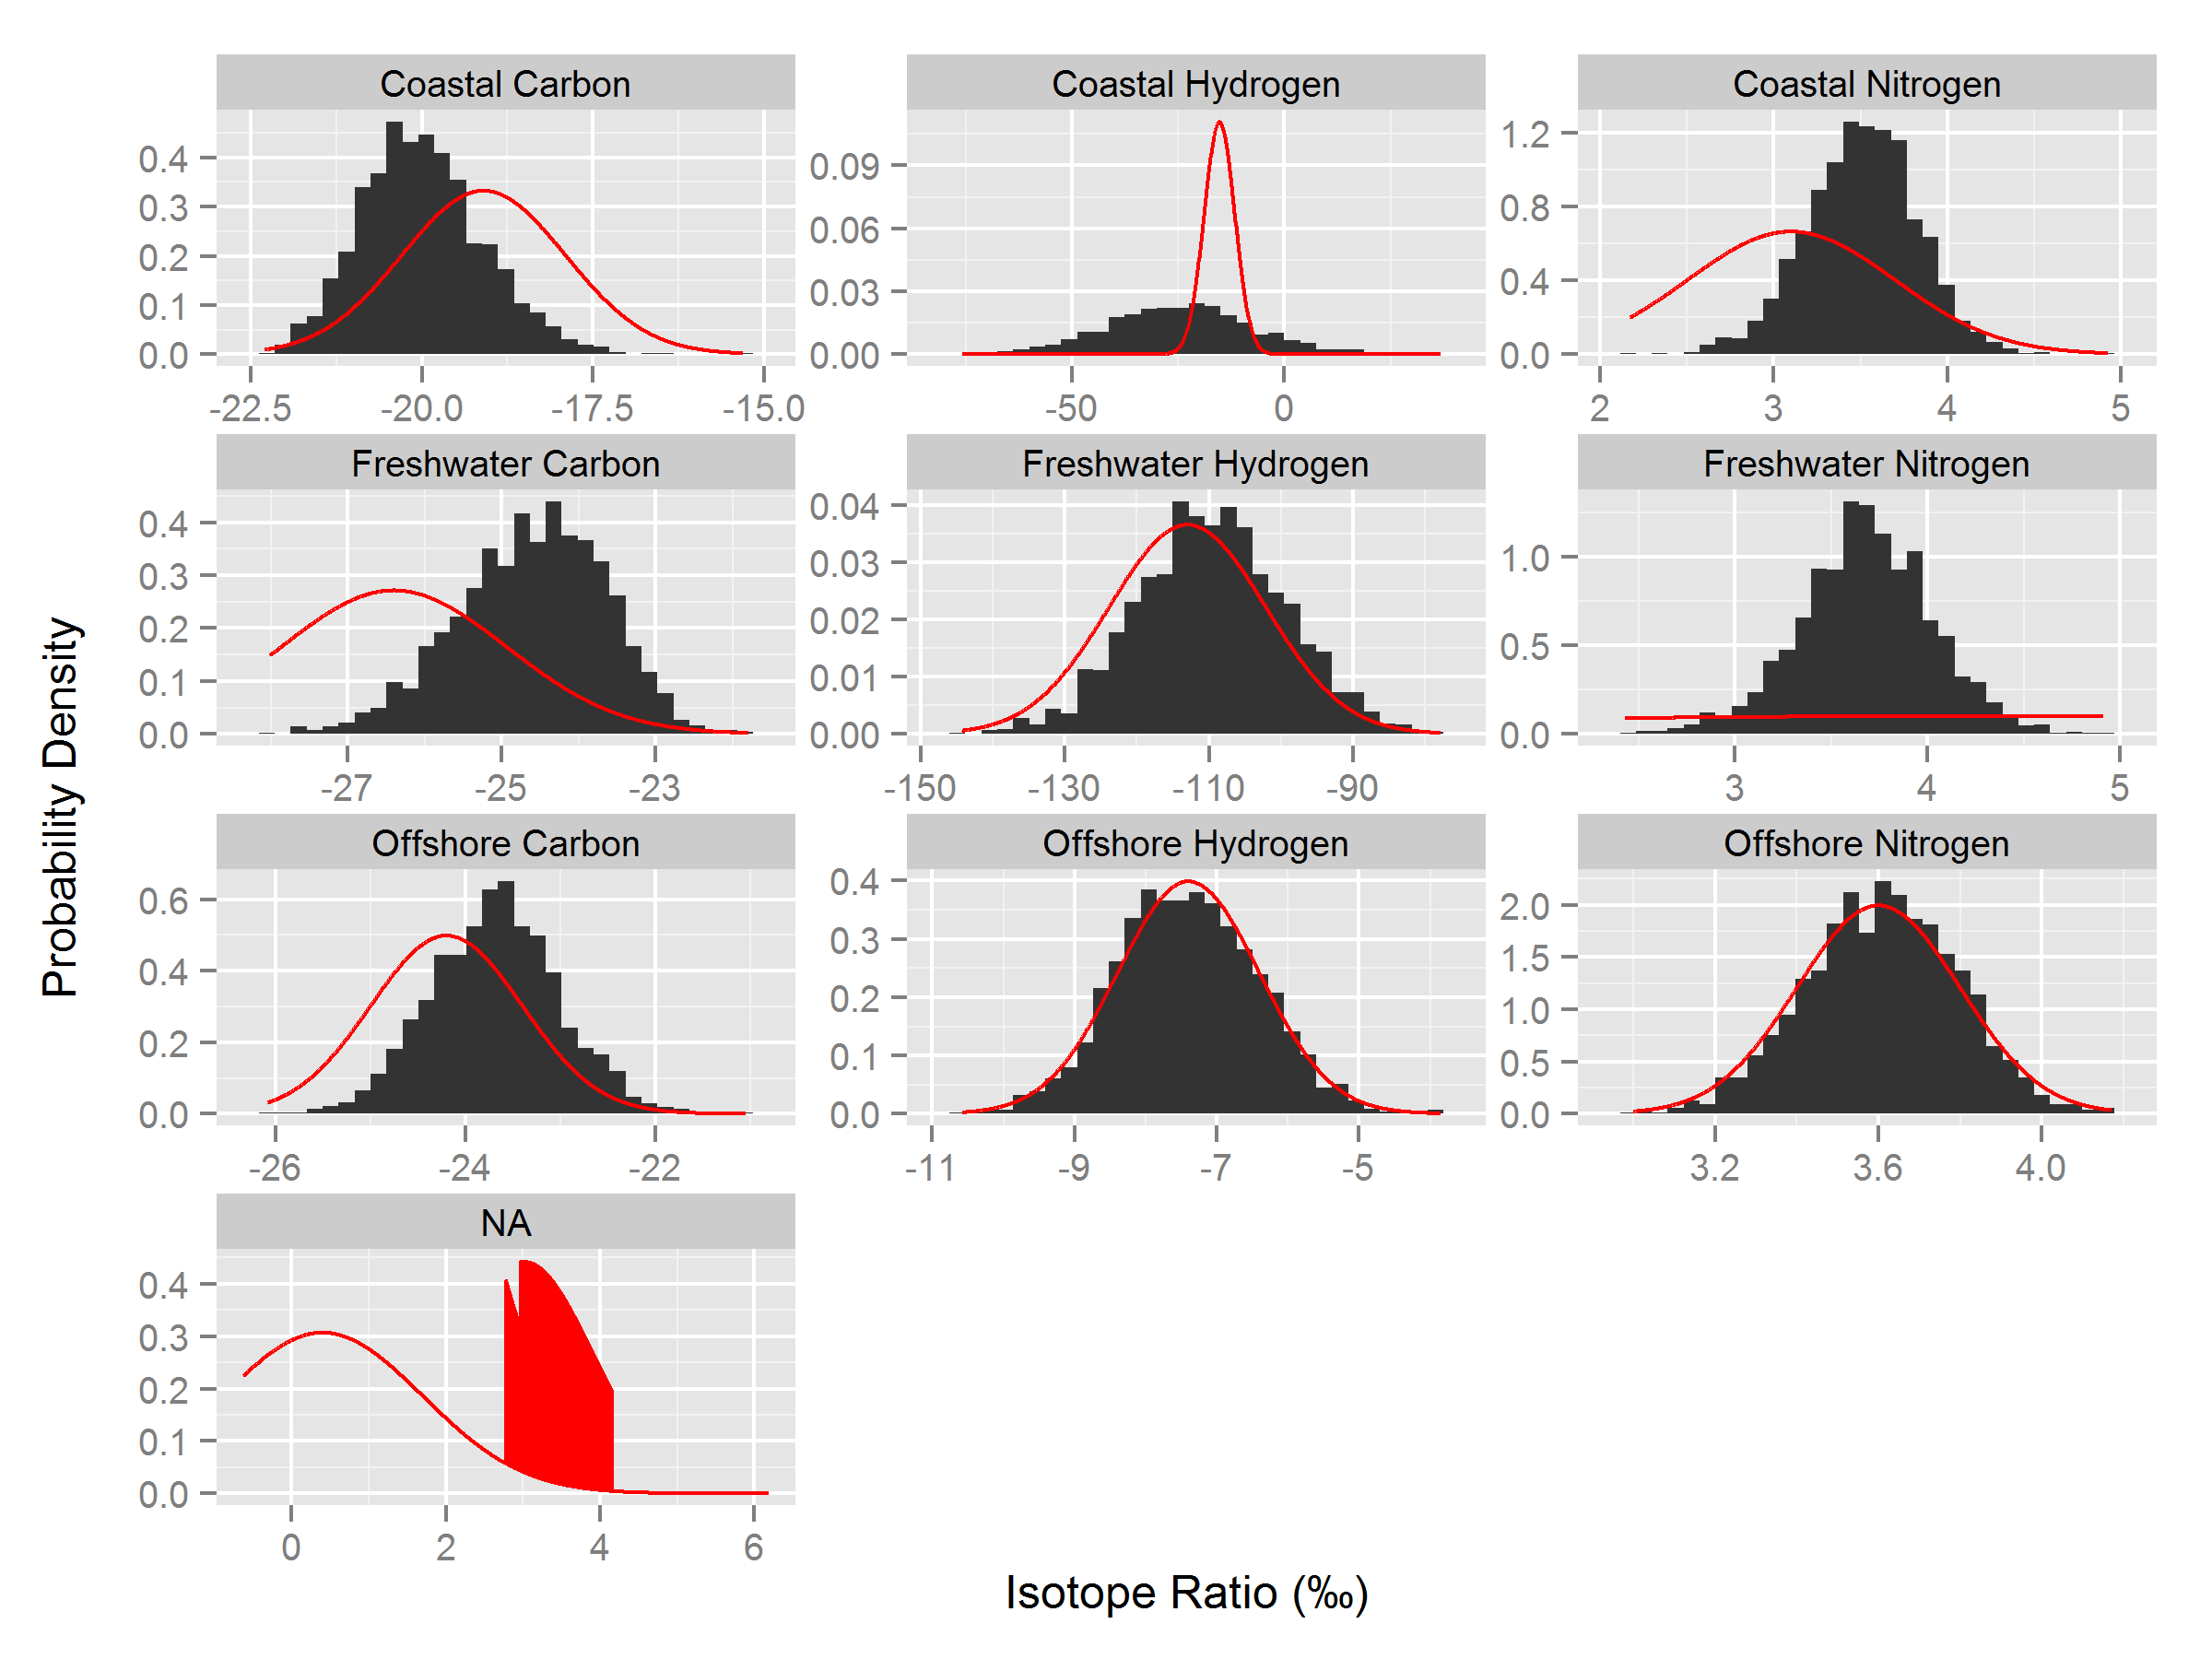 Coastal Carbon Coastal Hydrogen Coastal Nitrogen
0.4 0.3 0.2 0.1 0.0
0.09 0.06 0.03 0.00
1.2 0.8 0.4 0.0
-22.5 -20.0 -17.5 -15.0 -50 0 2 3 4 5
Freshwater Carbon Freshwater Hydrogen Freshwater Nitrogen
0.4 0.3 0.2 0.1 0.0
0.04 0.03 0.02 0.01 0.00
1.0 0.5 0.0
-27 -25 -23 -150 -130 -110 -90 3 4 5
Offshore Carbon Offshore Hydrogen Offshore Nitrogen
0.6 0.4 0.2 0.0
0.4 0.3 0.2 0.1 0.0
2.0 1.5 1.0 0.5 0.0
-26 -24 -22 -11 -9 -7 -5 3.2 3.6 4.0
NA
0.4 0.3 0.2 0.1 0.0
0 2 4 6
Probability Density
Isotope Ratio (‰)